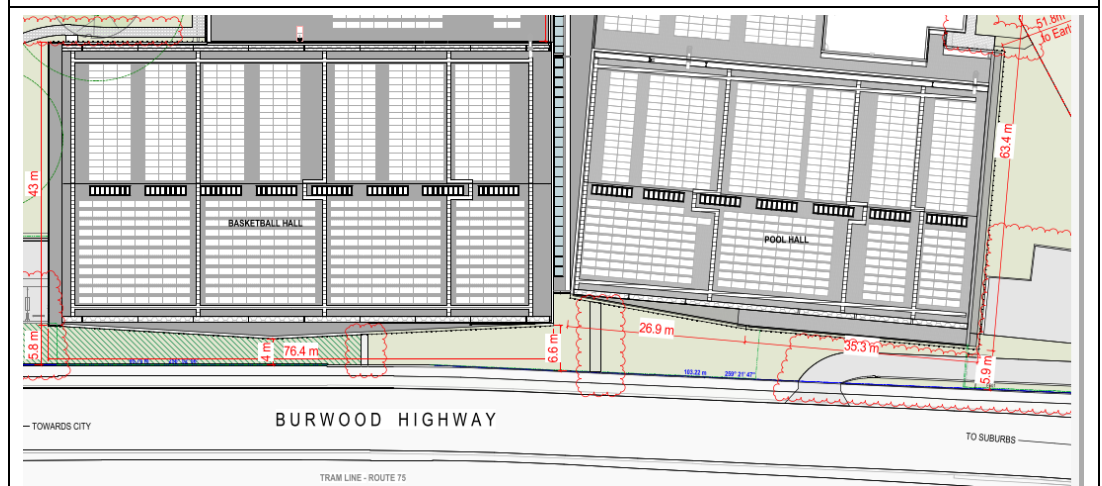 51.8m
to Eart
63.4 m
43 m
BASKETBALL HALL
POOL HALL
5.8 m
4 m
76.4 m
6.6 m
26.9 m
35.3 m
5.9 m
103.22 m 259° 21' 47"
BURWOOD HIGHWAY
TOWARDS CITY
TO SUBURBS
TRAM LINE - ROUTE 75